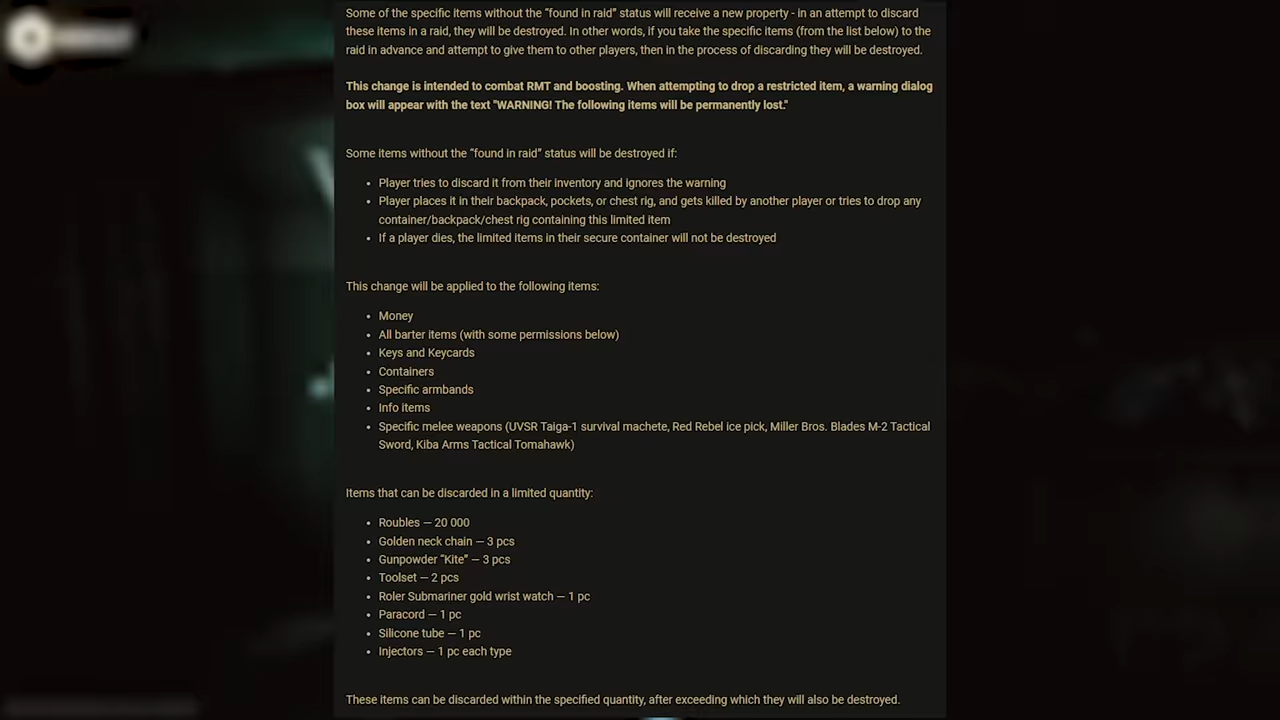 Some of the specific items without the “found in raid” status will receive a new property - in an attempt to discard
these items in a raid, they will be destroyed. In other words, if you take the specific items (from the list below) to the
raid in advance and attempt to give them to other players, then in the process of discarding they will be destroyed.
This change is intended to combat RMT and boosting. When attempting to drop a restricted item, a warning dialog
box will appear with the text "WARNING! The following items will be permanently lost."
Some items without the “found in raid” status will be destroyed if:
• Player tries to discard it from their inventory and ignores the warning
• Player places it in their backpack, pockets, or chest rig, and gets killed by another player or tries to drop any
container/backpack/chest rig containing this limited item
• If a player dies, the limited items in their secure container will not be destroyed
This change will be applied to the following items:
• Money
• All barter items (with some permissions below)
• Keys and Keycards
• Containers
• Specific armbands
• Info items
• Specific melee weapons (UVSR Taiga-1 survival machete, Red Rebel ice pick, Miller Bros. Blades M-2 Tactical
Sword, Kiba Arms Tactical Tomahawk)
Items that can be discarded in a limited quantity:
• Roubles — 20 000
• Golden neck chain — 3 pcs
• Gunpowder “Kite” — 3 pcs
• Toolset — 2 pcs
• Roler Submariner gold wrist watch — 1 pc
• Paracord — 1 pc
• Silicone tube — 1 pc
• Injectors — 1 pc each type
These items can be discarded within the specified quantity, after exceeding which they will also be destroyed.